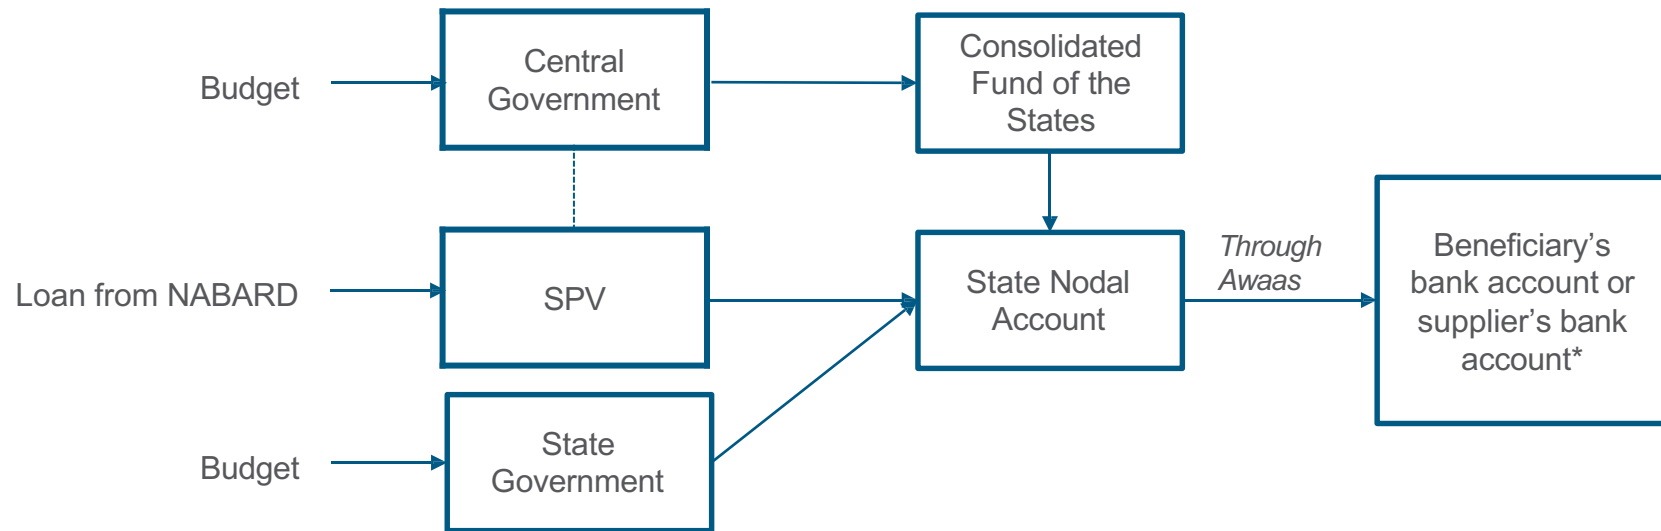 Budget
Central
Government
Consolidated
Fund of the
States
Loan from NABARD
SPV
State Nodal
Account
Through
Awaas
Beneficiary’s
bank account or
supplier’s bank
account*
Budget
State
Government